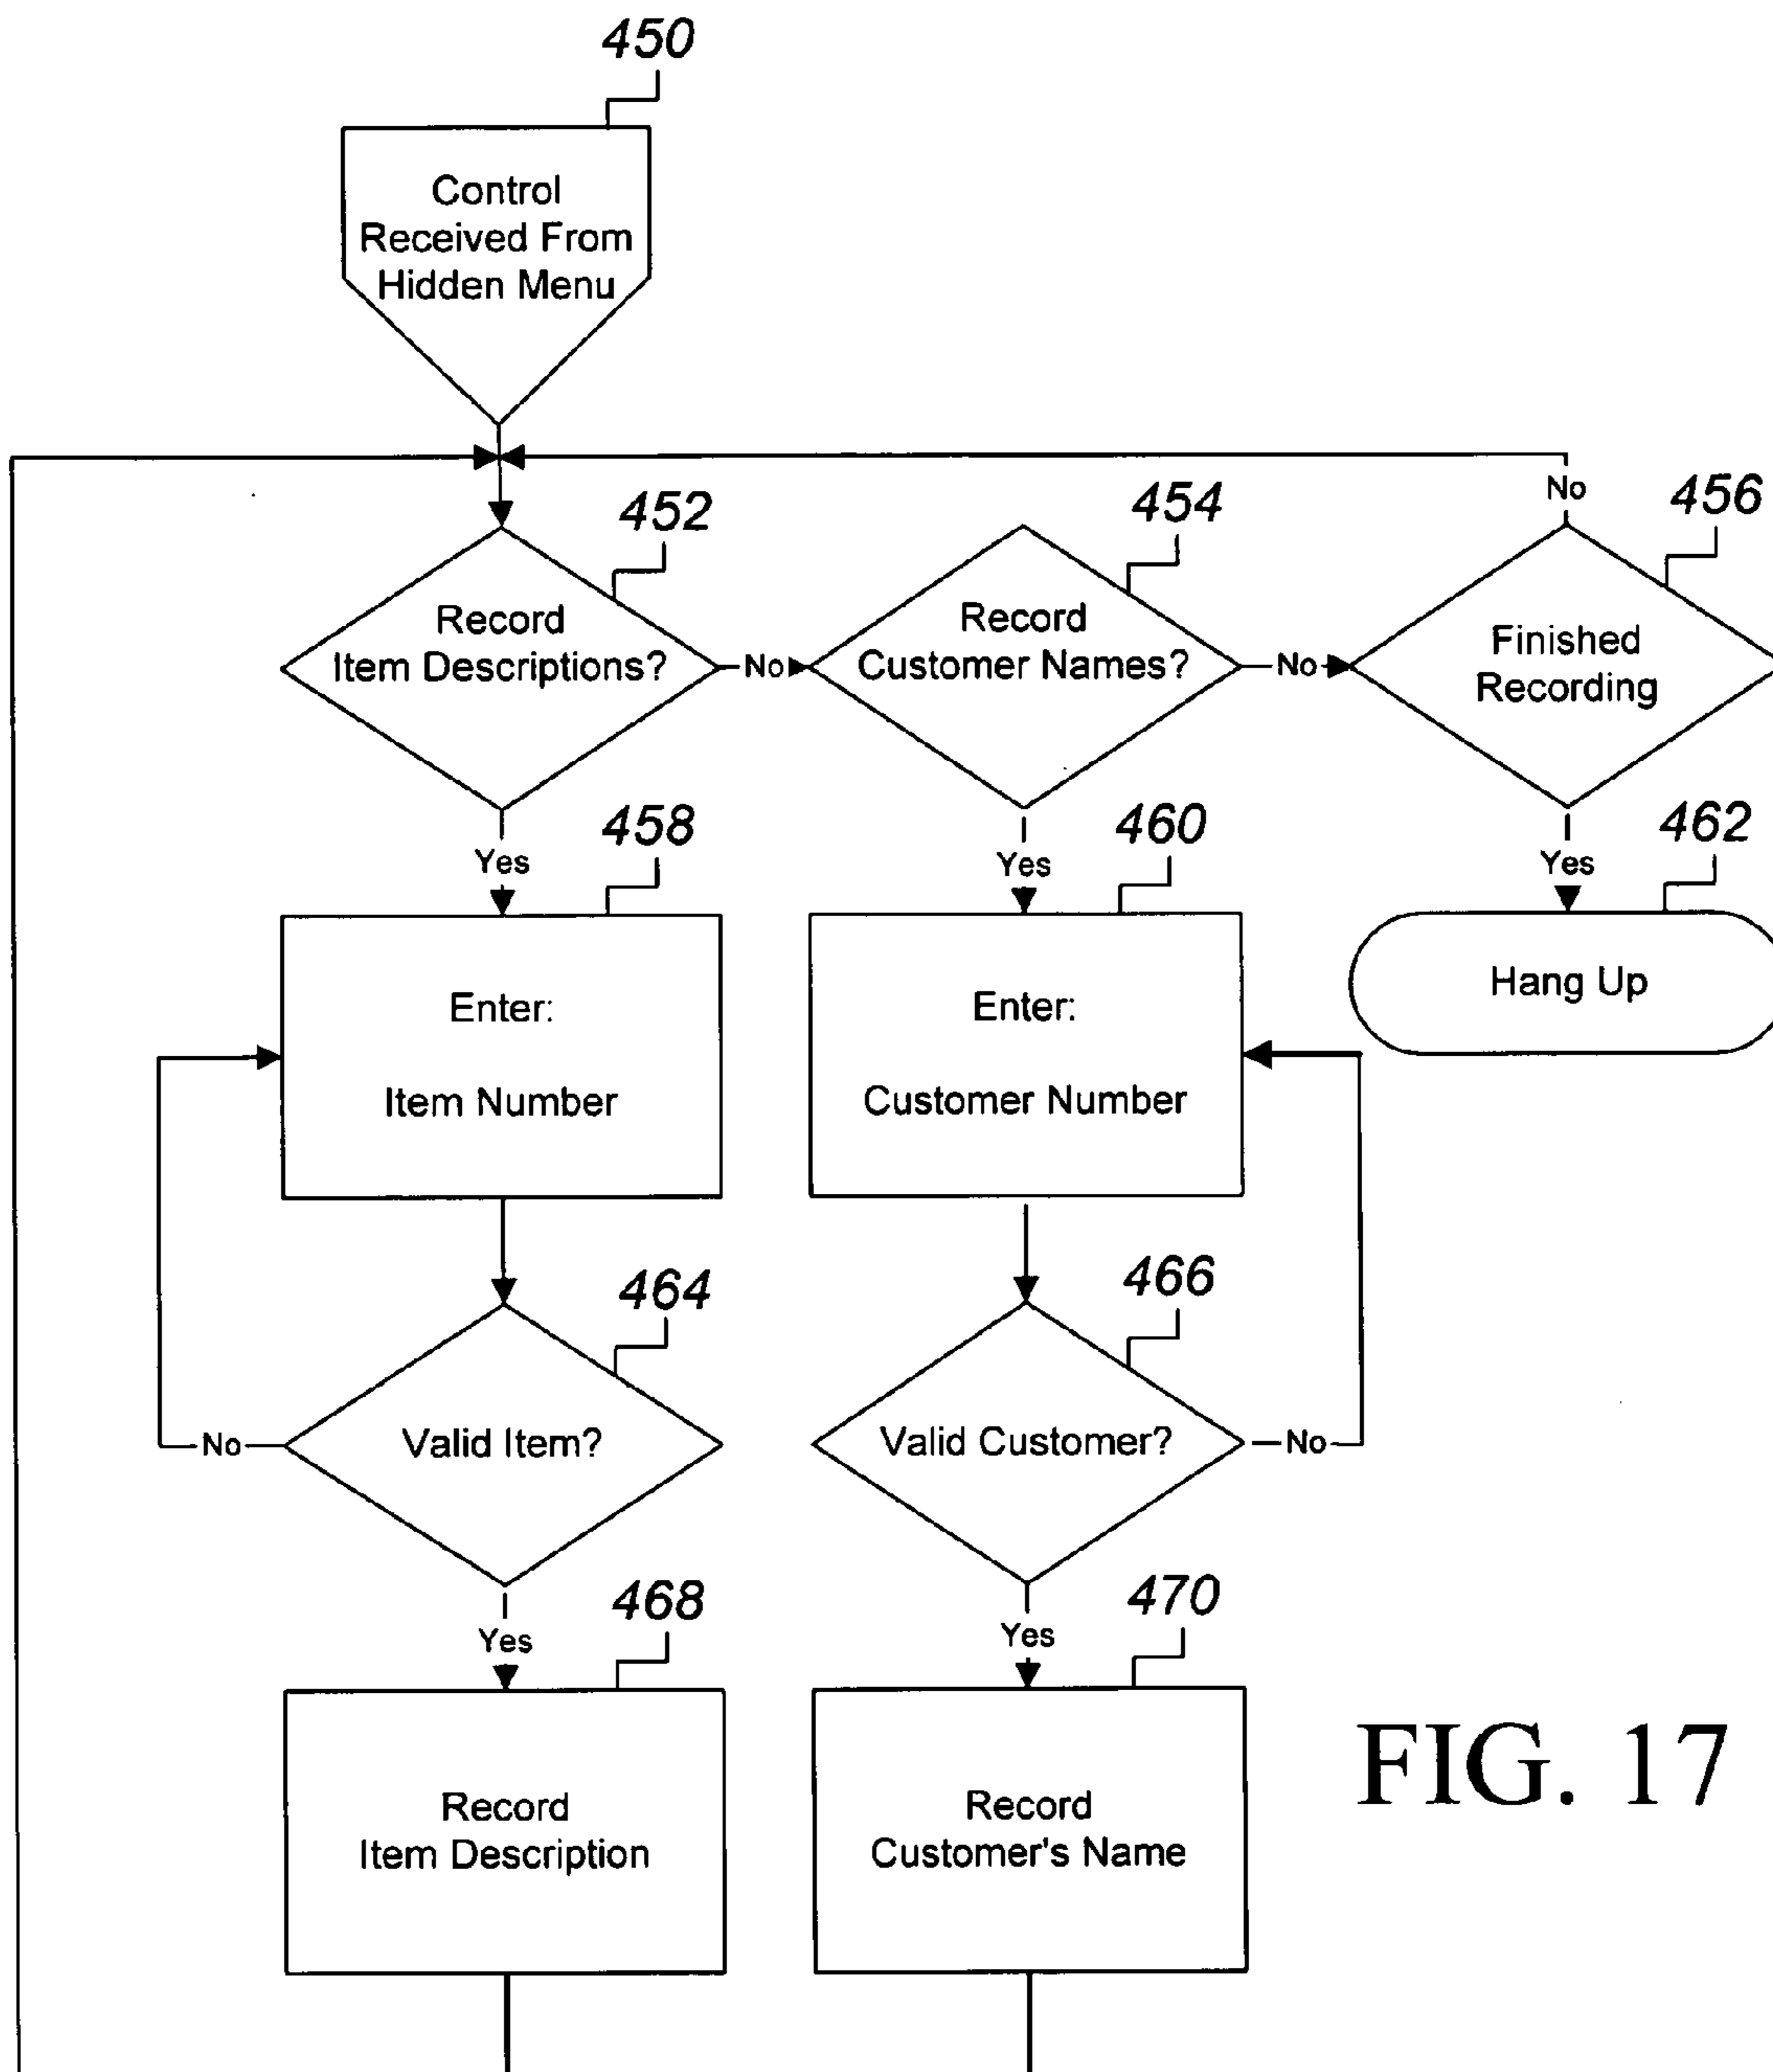 450
Control
Received From
Hidden Menu
No
452
454
456
Record
Item Descriptions?
No
Record
Customer Names?
No
Finished
Recording
Yes
458
Yes
460
Yes
462
Enter:
Item Number
Enter:
Customer Number
Hang Up
464
466
No
Valid Item?
Valid Customer?
No
Yes
468
Yes
470
Record
Item Description
Record
Customer's Name
FIG. 17